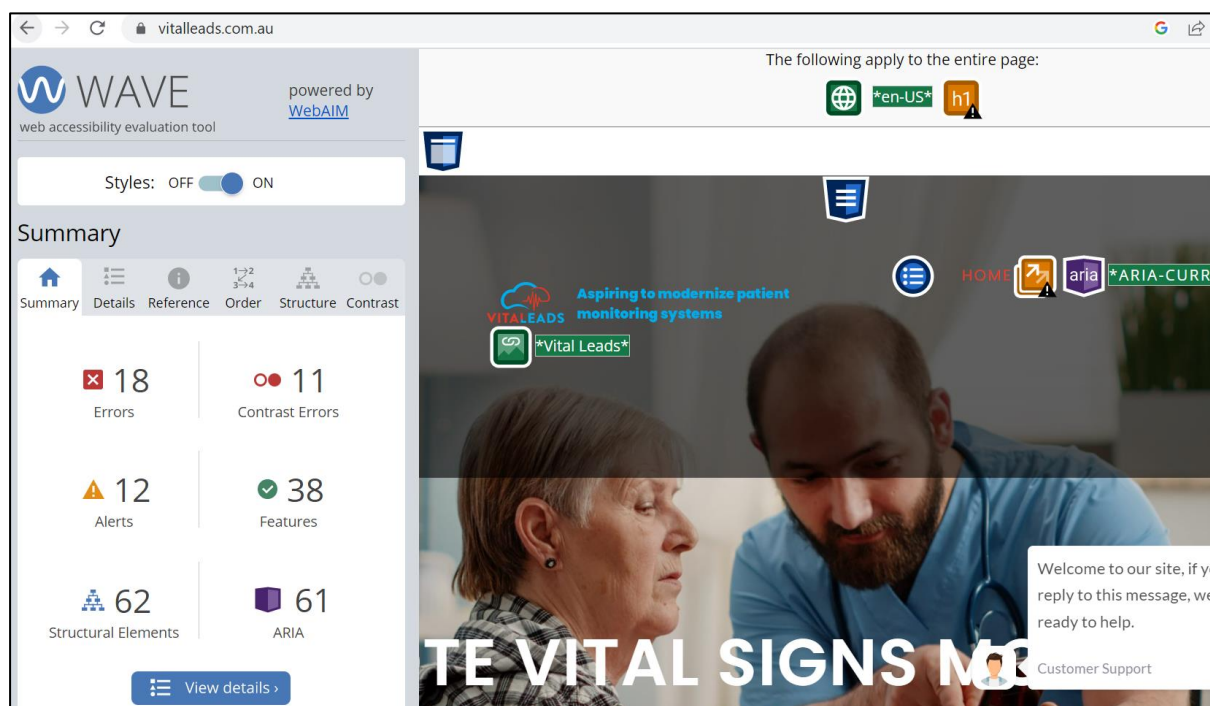 vitalleads.com.au
WAVE
powered by
WebAIM
web accessibility evaluation tool
Styles: OFF ON
Summary
Summary Details Reference Order Structure Contrast
18
Errors
11
Contrast Errors
12
Alerts
38
Features
62
Structural Elements
61
ARIA
View details ›
The following apply to the entire page:
*en-US* h1
HOME aria *ARIA-CURR
VITALEADS
Aspiring to modernize patient
monitoring systems
*Vital Leads*
TE VITAL SIGNS MO
Welcome to our site, if y
reply to this message, we
ready to help.
Customer Support